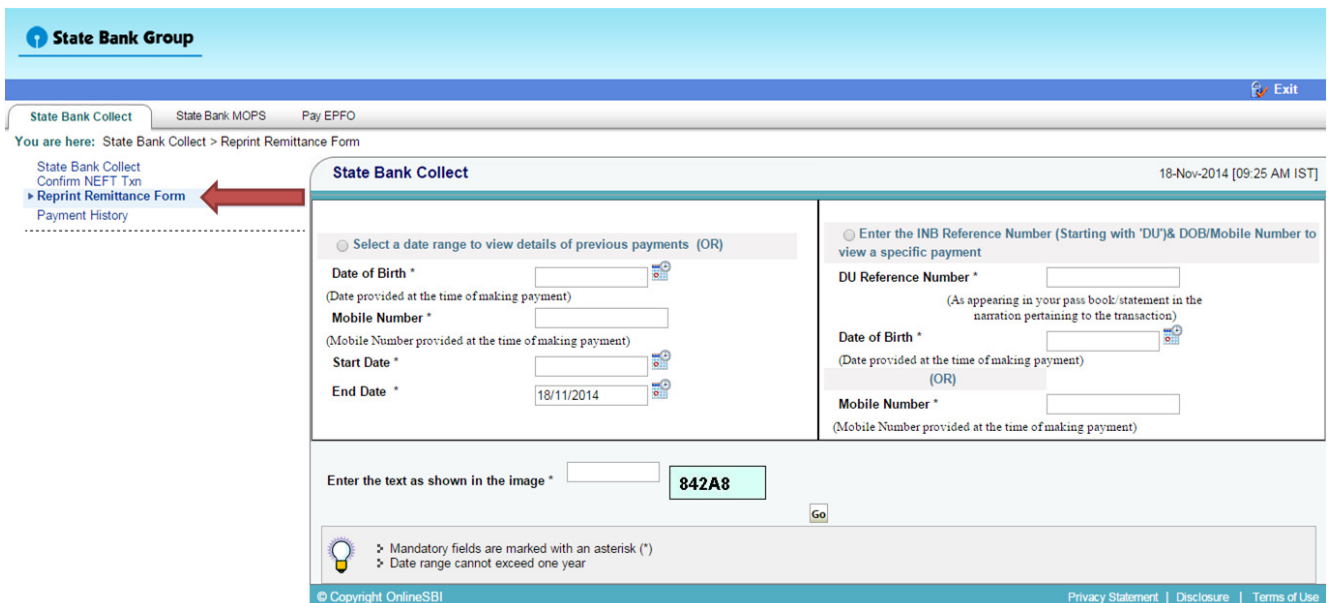 State Bank Group
Exit
State Bank Collect State Bank MOPS Pay EPFO
You are here: State Bank Collect > Reprint Remittance Form
State Bank Collect
Confirm NEFT Txn
Reprint Remittance Form
Payment History
State Bank Collect
18-Nov-2014 [09:25 AM IST]
Select a date range to view details of previous payments (OR)
Date of Birth *
(Date provided at the time of making payment)
Mobile Number *
(Mobile Number provided at the time of making payment)
Start Date *
End Date * 18/11/2014
Enter the INB Reference Number (Starting with 'DU')& DOB/Mobile Number to
view a specific payment
DU Reference Number *
(As appearing in your pass book/statement in the
narration pertaining to the transaction)
Date of Birth *
(Date provided at the time of making payment)
(OR)
Mobile Number *
(Mobile Number provided at the time of making payment)
Enter the text as shown in the image * 842A8
Go
Mandatory fields are marked with an asterisk (*)
Date range cannot exceed one year
© Copyright OnlineSBI
Privacy Statement | Disclosure | Terms of Use